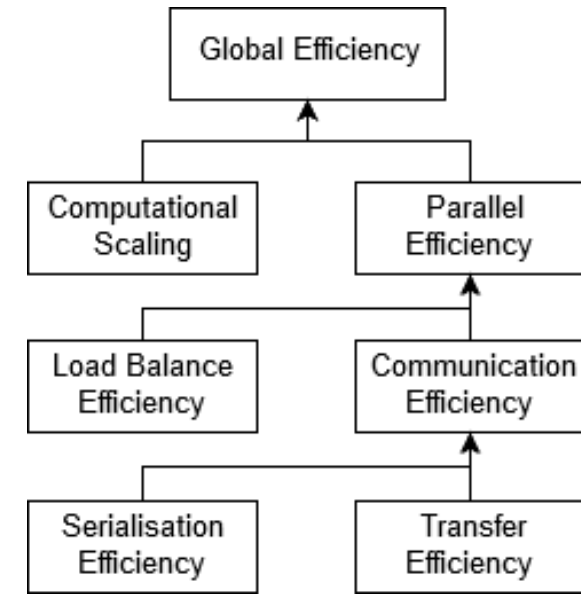 Global Efficiency
Computational
Scaling
Parallel
Efficiency
Load Balance
Efficiency
Communication
Efficiency
Serialisation
Efficiency
Transfer
Efficiency